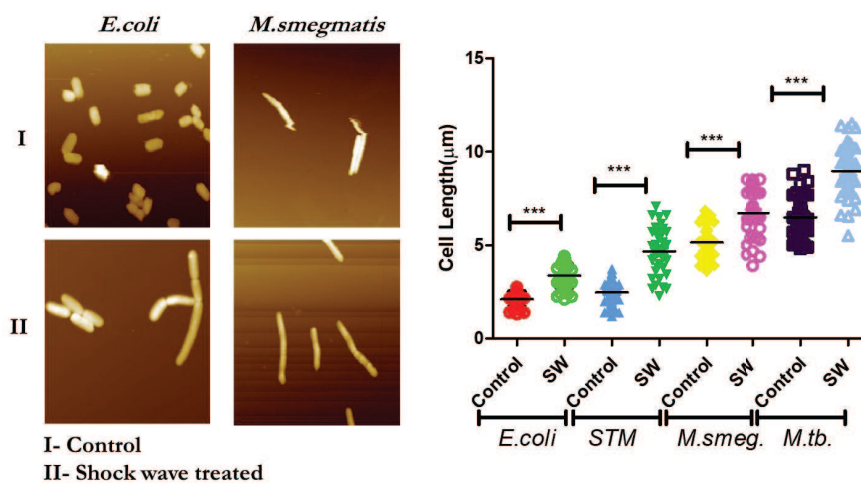 E.coli M.smegmatis
I
II
I- Control
II- Shock wave treated
Cell Length(μm)
15
10
5
0
*** *** *** ***
Control SW Control SW Control SW Control SW
E.coli STM M.smeg. M.tb.